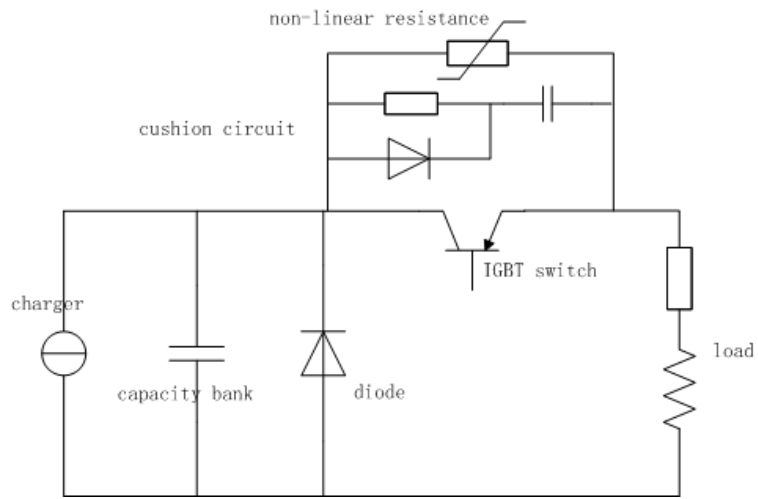 non-linear resistance
cushion circuit
IGBT switch
charger
load
capacity bank
diode